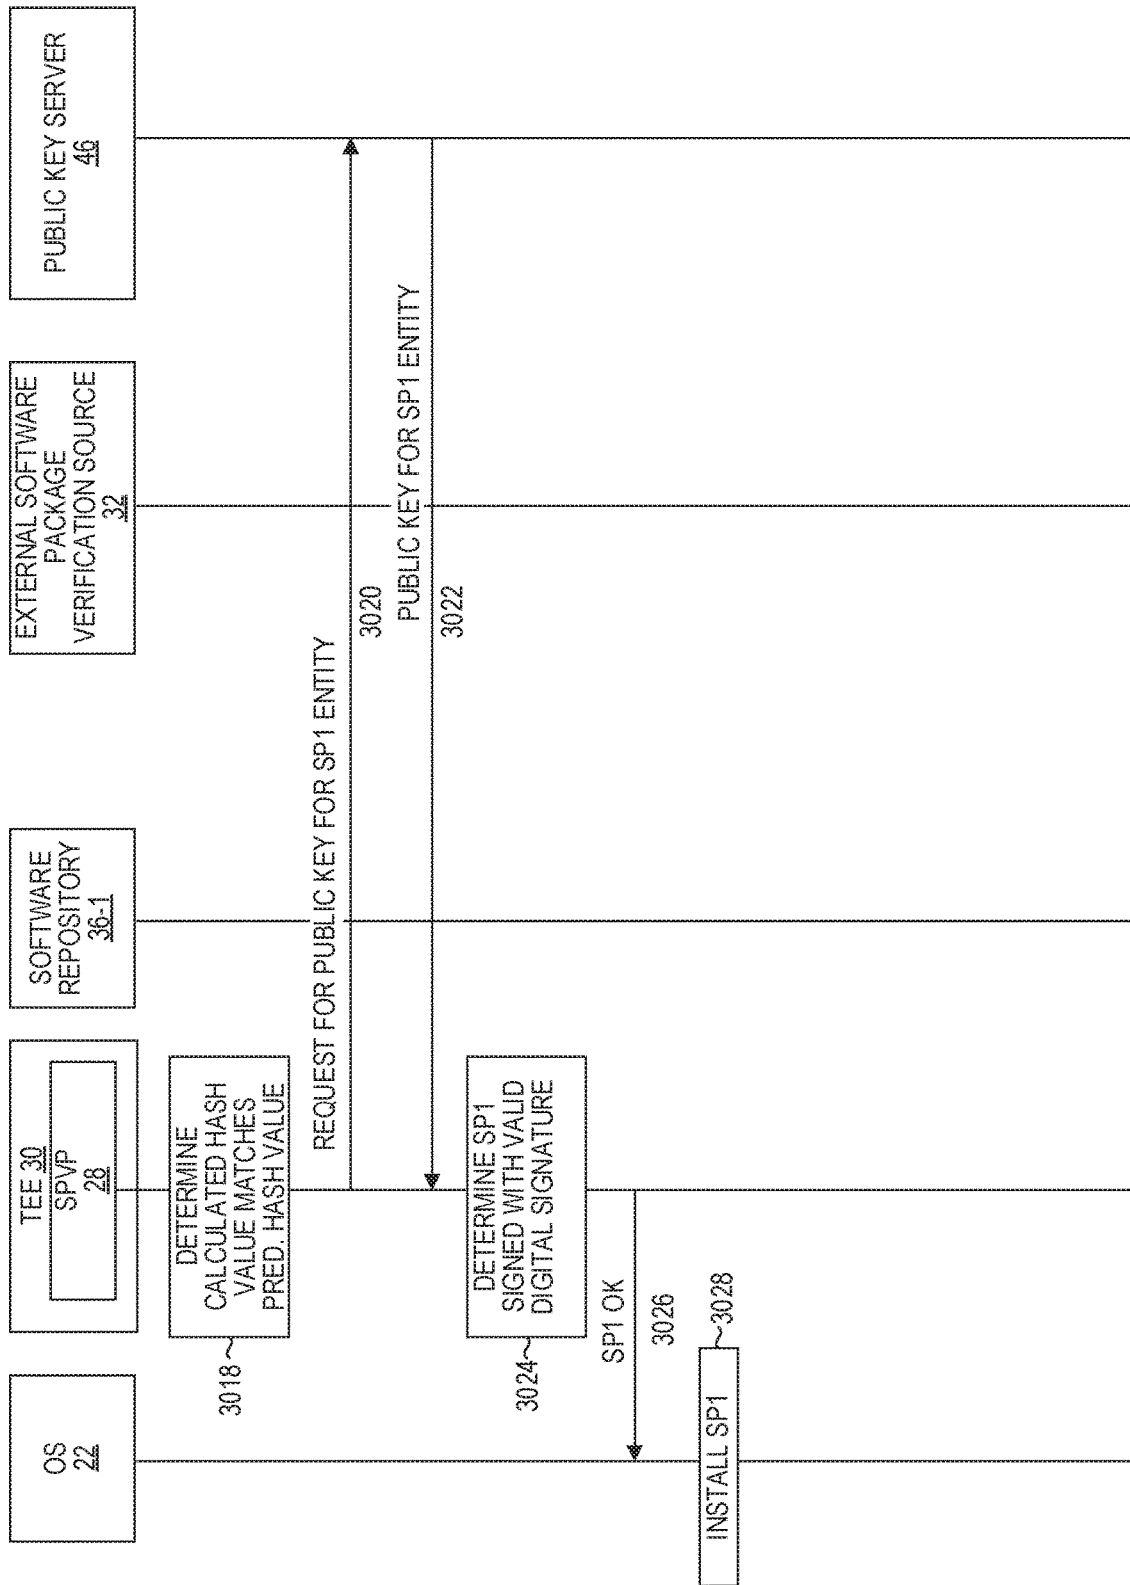 OS
22
TEE 30
SPVP
28
SOFTWARE
REPOSITORY
36-1
EXTERNAL SOFTWARE
PACKAGE
VERIFICATION SOURCE
32
PUBLIC KEY SERVER
46
3018
DETERMINE
CALCULATED HASH
VALUE MATCHES
PRED. HASH VALUE
REQUEST FOR PUBLIC KEY FOR SP1 ENTITY
3020
PUBLIC KEY FOR SP1 ENTITY
3022
3024
DETERMINE SP1
SIGNED WITH VALID
DIGITAL SIGNATURE
SP1 OK
3026
INSTALL SP1
3028